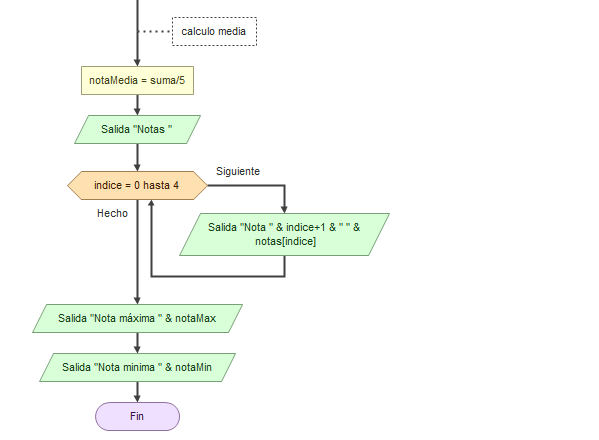 calculo media
notaMedia = suma/5
Salida "Notas "
Siguiente
indice = 0 hasta 4
Hecho
Salida "Nota " & indice+1 & " " &
notas[indice]
Salida "Nota máxima " & notaMax
Salida "Nota minima " & notaMin
Fin